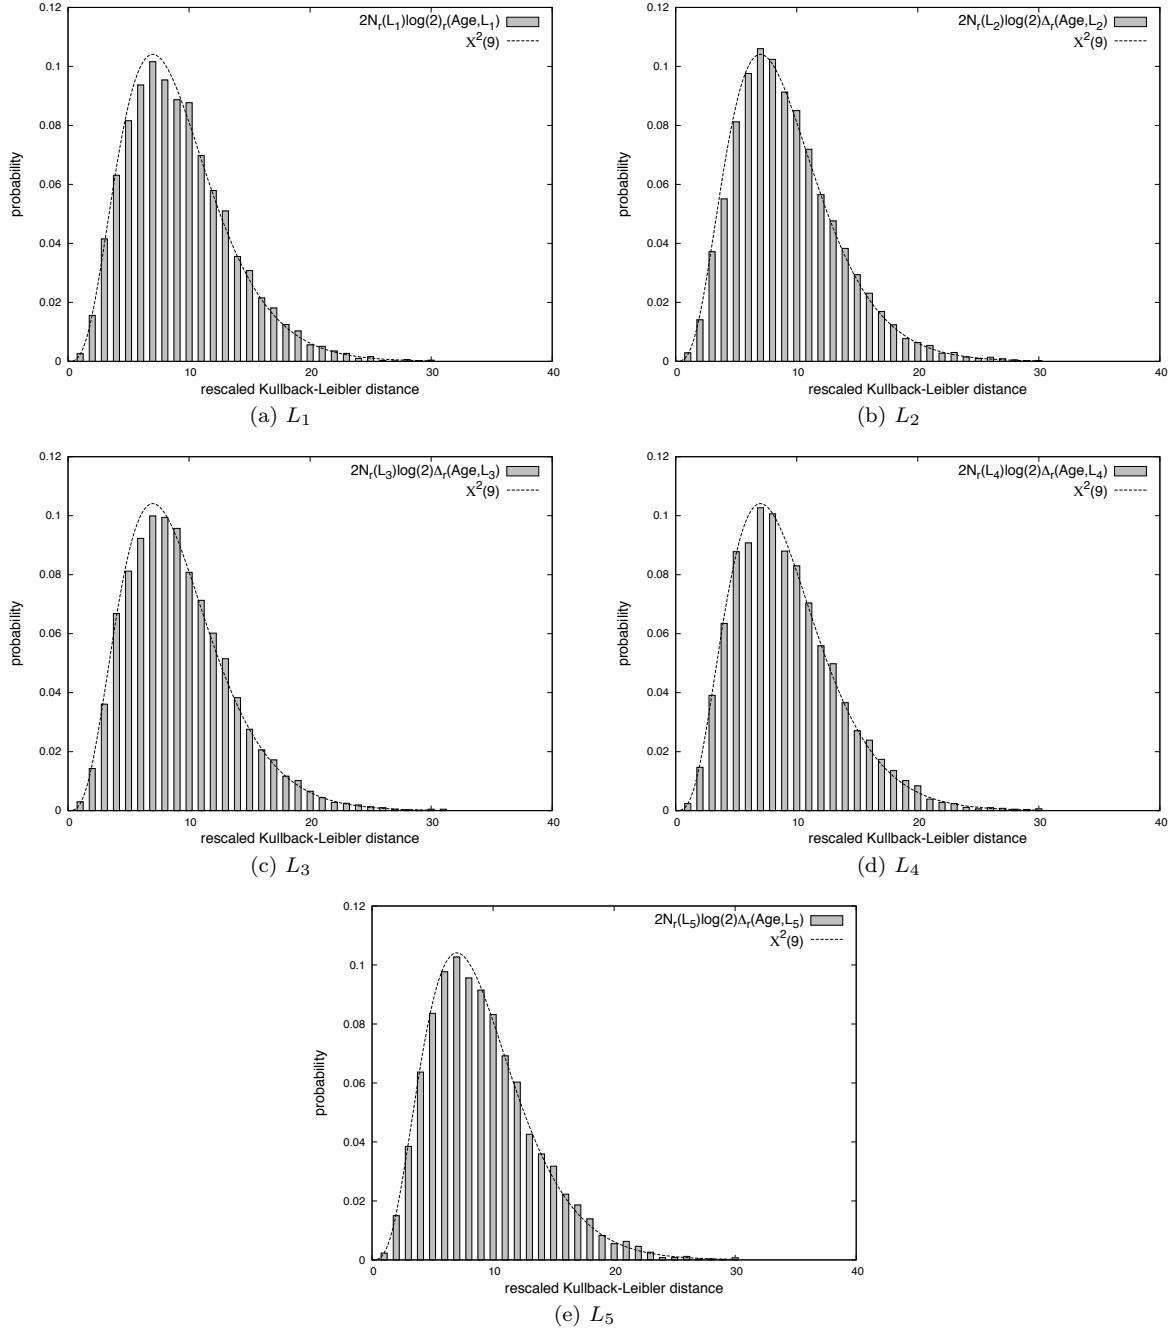 2N_r(L_1)log(2)_r(Age,L_1)
Χ^2(9)
0.12
0.1
0.08
0.06
0.04
0.02
0
probability
0 10 20 30 40
rescaled Kullback-Leibler distance
(a) L_1
2N_r(L_2)log(2)Δ_r(Age,L_2)
Χ^2(9)
0.12
0.1
0.08
0.06
0.04
0.02
0
probability
0 10 20 30 40
rescaled Kullback-Leibler distance
(b) L_2
2N_r(L_3)log(2)Δ_r(Age,L_3)
Χ^2(9)
0.12
0.1
0.08
0.06
0.04
0.02
0
probability
0 10 20 30 40
rescaled Kullback-Leibler distance
(c) L_3
2N_r(L_4)log(2)Δ_r(Age,L_4)
Χ^2(9)
0.12
0.1
0.08
0.06
0.04
0.02
0
probability
0 10 20 30 40
rescaled Kullback-Leibler distance
(d) L_4
2N_r(L_5)log(2)Δ_r(Age,L_5)
Χ^2(9)
0.12
0.1
0.08
0.06
0.04
0.02
0
probability
0 10 20 30 40
rescaled Kullback-Leibler distance
(e) L_5